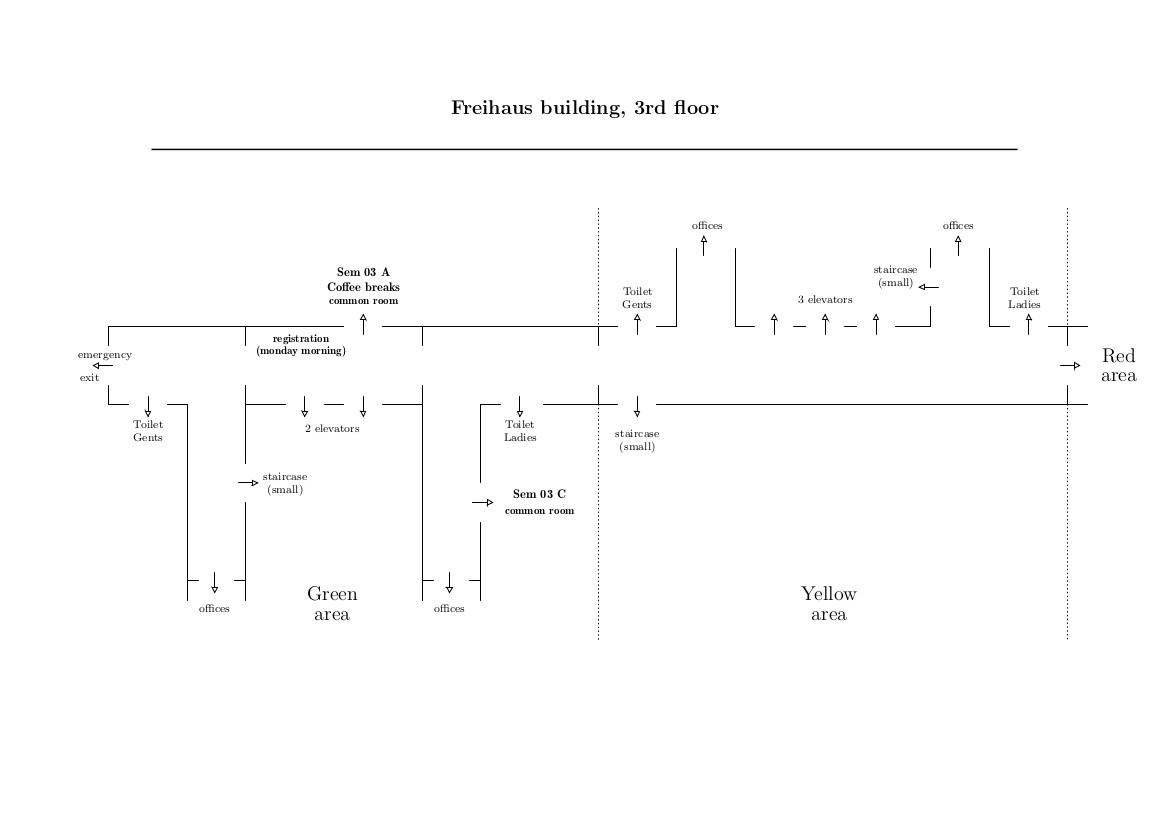 Freihaus building, 3rd floor
offices
offices
Sem 03 A
Coffee breaks
common room
Toilet
Gents
3 elevators
staircase
(small)
Toilet
Ladies
registration
(monday morning)
emergency
exit
Red
area
Toilet
Gents
2 elevators
Toilet
Ladies
staircase
(small)
staircase
(small)
Sem 03 C
common room
offices
Green
area
offices
Yellow
area